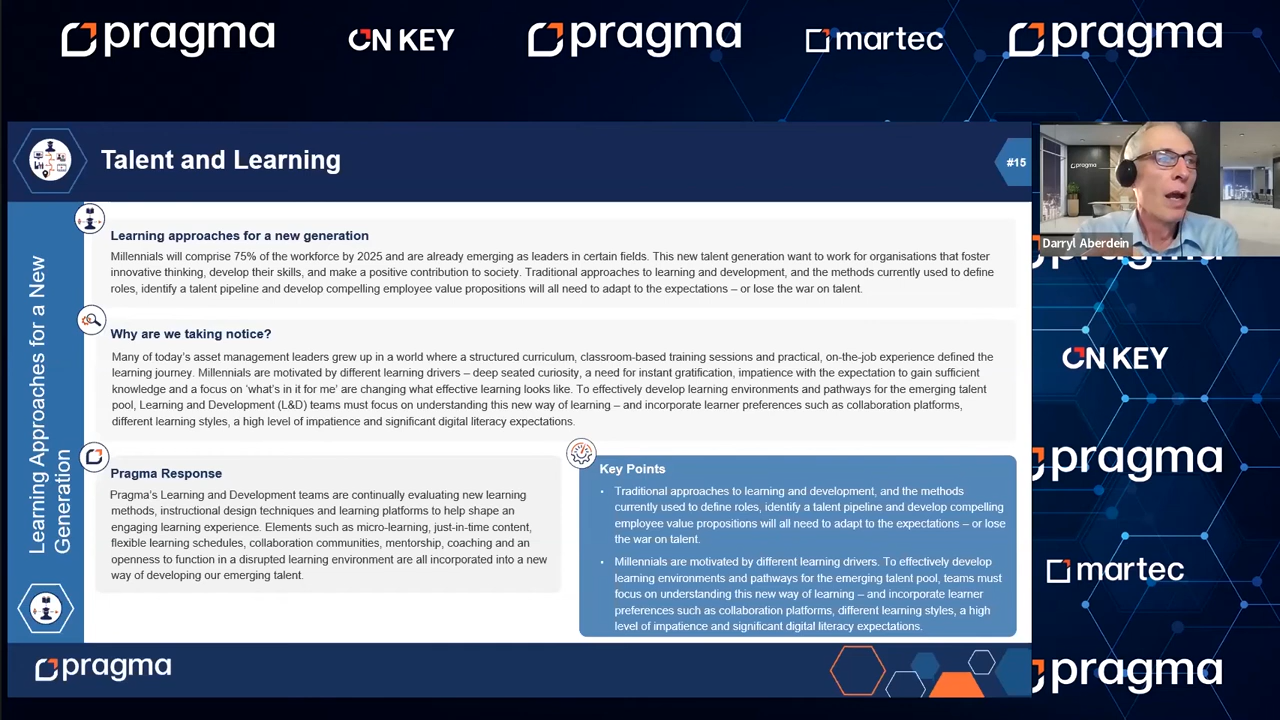 pragma
ON KEY
pragma
martec
pragma
Talent and Learning
#15
pragma
Darryl Aberdein
Learning Approaches for a New
Generation
Learning approaches for a new generation
Millennials will comprise 75% of the workforce by 2025 and are already emerging as leaders in certain fields. This new talent generation want to work for organisations that foster
innovative thinking, develop their skills, and make a positive contribution to society. Traditional approaches to learning and development, and the methods currently used to define
roles, identify a talent pipeline and develop compelling employee value propositions will all need to adapt to the expectations – or lose the war on talent.
Why are we taking notice?
Many of today's asset management leaders grew up in a world where a structured curriculum, classroom-based training sessions and practical, on-the-job experience defined the
learning journey. Millennials are motivated by different learning drivers – deep seated curiosity, a need for instant gratification, impatience with the expectation to gain sufficient
knowledge and a focus on 'what's in it for me' are changing what effective learning looks like. To effectively develop learning environments and pathways for the emerging talent
pool, Learning and Development (L&D) teams must focus on understanding this new way of learning – and incorporate learner preferences such as collaboration platforms,
different learning styles, a high level of impatience and significant digital literacy expectations.
Pragma Response
Pragma's Learning and Development teams are continually evaluating new learning
methods, instructional design techniques and learning platforms to help shape an
engaging learning experience. Elements such as micro-learning, just-in-time content,
flexible learning schedules, collaboration communities, mentorship, coaching and an
openness to function in a disrupted learning environment are all incorporated into a new
way of developing our emerging talent.
Key Points
• Traditional approaches to learning and development, and the methods
currently used to define roles, identify a talent pipeline and develop compelling
employee value propositions will all need to adapt to the expectations – or lose
the war on talent.
• Millennials are motivated by different learning drivers. To effectively develop
learning environments and pathways for the emerging talent pool, teams must
focus on understanding this new way of learning – and incorporate learner
preferences such as collaboration platforms, different learning styles, a high
level of impatience and significant digital literacy expectations.
pragma
ON KEY
pragma
martec
pragma